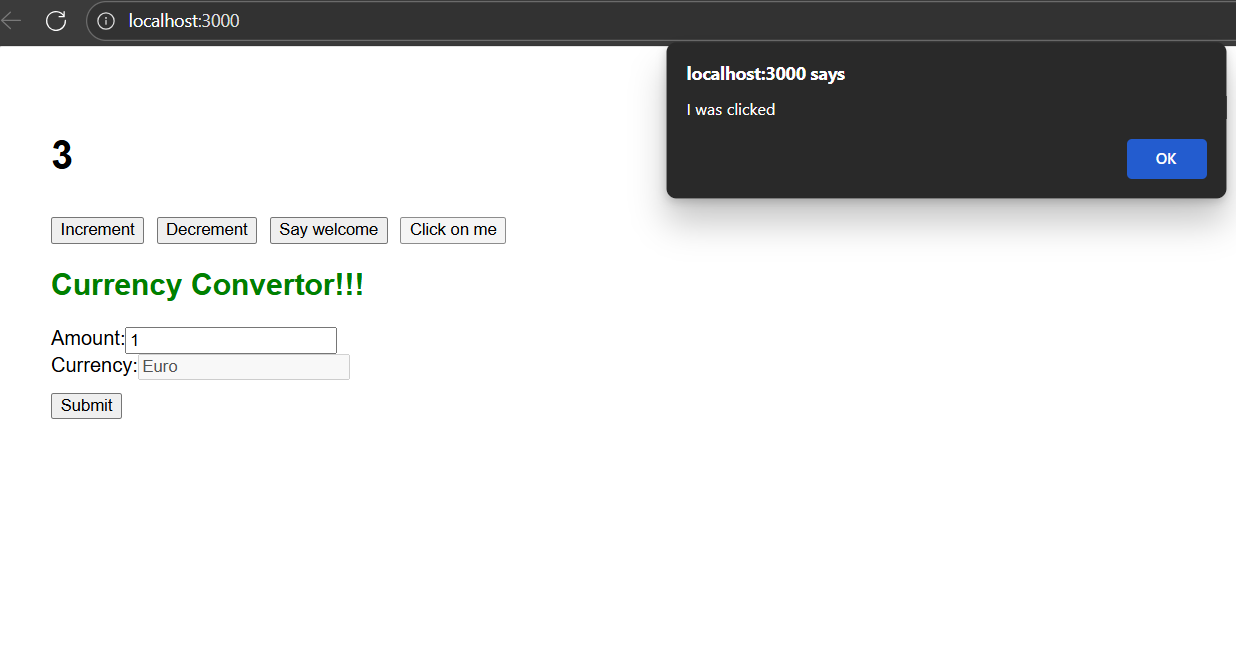 localhost:3000
localhost:3000 says
I was clicked
OK
3
Increment Decrement Say welcome Click on me
Currency Convertor!!!
Amount: 1
Currency: Euro
Submit